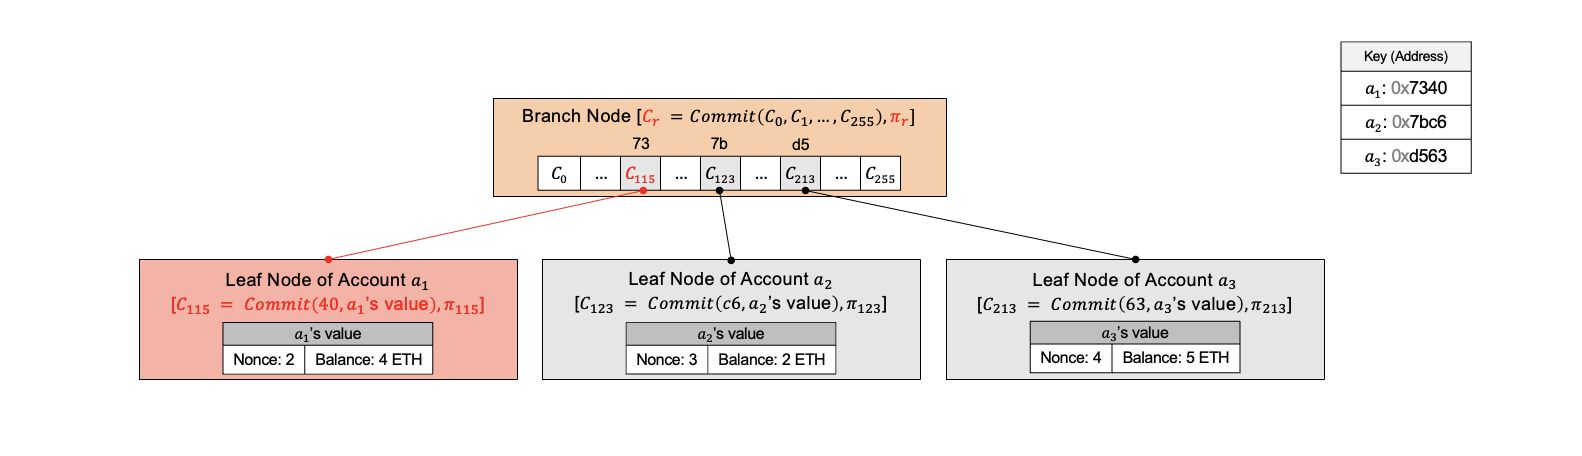 Key (Address)
a₁: 0x7340
a₂: 0x7bc6
a₃: 0xd563
Branch Node [Cᵣ = Commit(C₀, C₁, ..., C₂₅₅), πᵣ]
73 7b d5
C₀ ... C₁₁₅ ... C₁₂₃ ... C₂₁₃ ... C₂₅₅
Leaf Node of Account a₁
[C₁₁₅ = Commit(40, a₁'s value), π₁₁₅]
a₁'s value
Nonce: 2 Balance: 4 ETH
Leaf Node of Account a₂
[C₁₂₃ = Commit(c6, a₂'s value), π₁₂₃]
a₂'s value
Nonce: 3 Balance: 2 ETH
Leaf Node of Account a₃
[C₂₁₃ = Commit(63, a₃'s value), π₂₁₃]
a₃'s value
Nonce: 4 Balance: 5 ETH